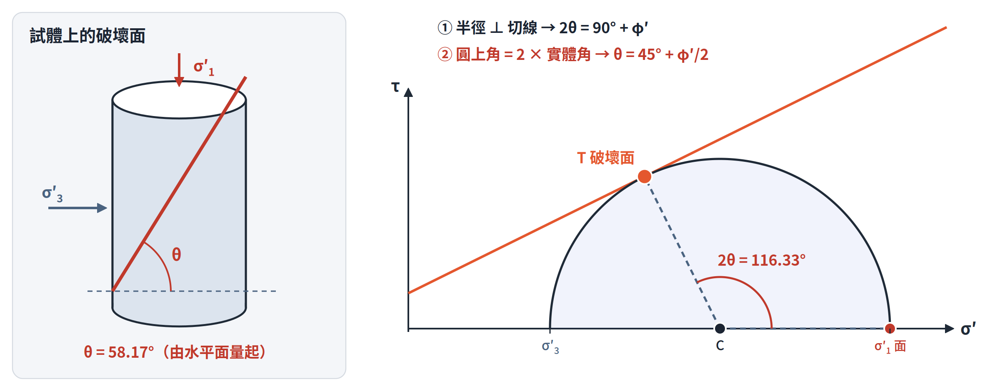 試體上的破壞面
σ′₁
σ′₃
θ
θ = 58.17°（由水平面量起）
① 半徑 ⊥ 切線 → 2θ = 90° + ϕ′
② 圓上角 = 2 × 實體角 → θ = 45° + ϕ′/2
τ
T 破壞面
2θ = 116.33°
σ′
σ′₃
C
σ′₁ 面